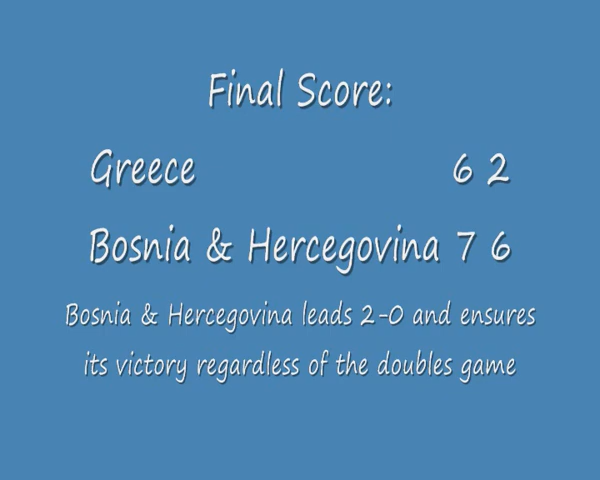 Final Score:
Greece 6 2
Bosnia & Hercegovina 7 6
Bosnia & Hercegovina leads 2-0 and ensures
its victory regardless of the doubles game